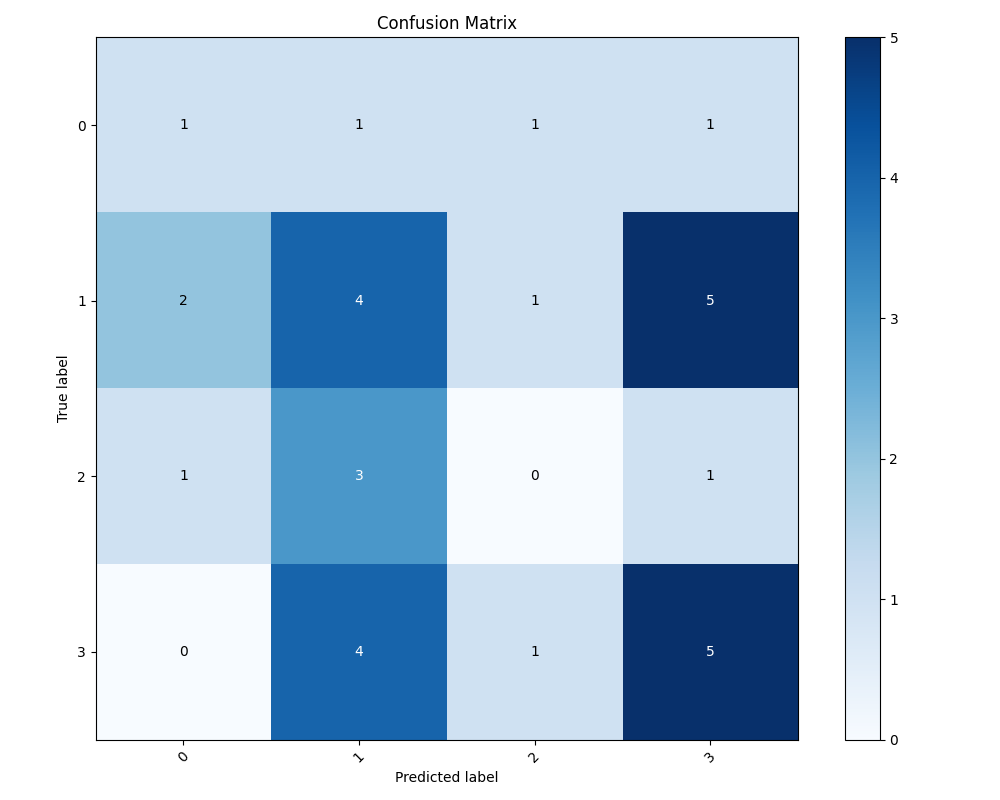 Confusion Matrix
0 1 1 1 1
1 2 4 1 5
2 1 3 0 1
3 0 4 1 5
0 1 2 3
Predicted label
True label
5
4
3
2
1
0